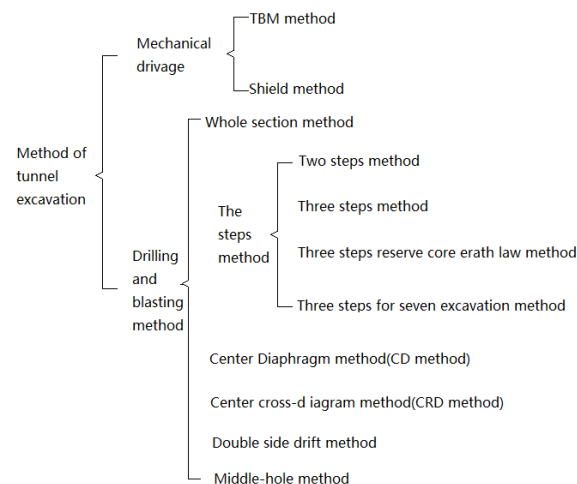 Method of
tunnel
excavation
Mechanical
drivage
TBM method
Shield method
Drilling
and
blasting
method
Whole section method
The
steps
method
Two steps method
Three steps method
Three steps reserve core erath law method
Three steps for seven excavation method
Center Diaphragm method(CD method)
Center cross-d iagram method(CRD method)
Double side drift method
Middle-hole method